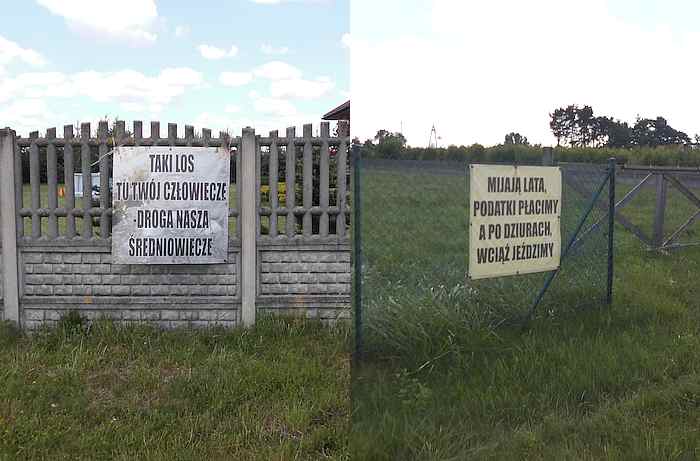 TAKI LOS
TU TWÓJ CZŁOWIECZE
-DROGA NASZA
ŚREDNIOWIECZE
MIJAJĄ LATA,
PODATKI PŁACIMY
A PO DZIURACH,
WCIĄŻ JEŹDZIMY